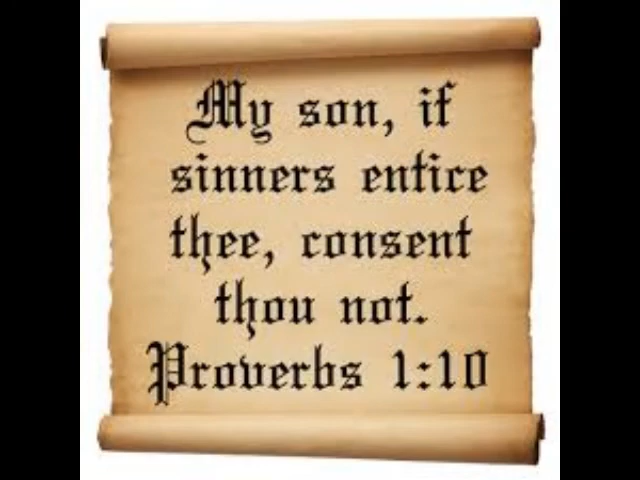 My son, if
sinners entice
thee, consent
thou not.
Proverbs 1:10